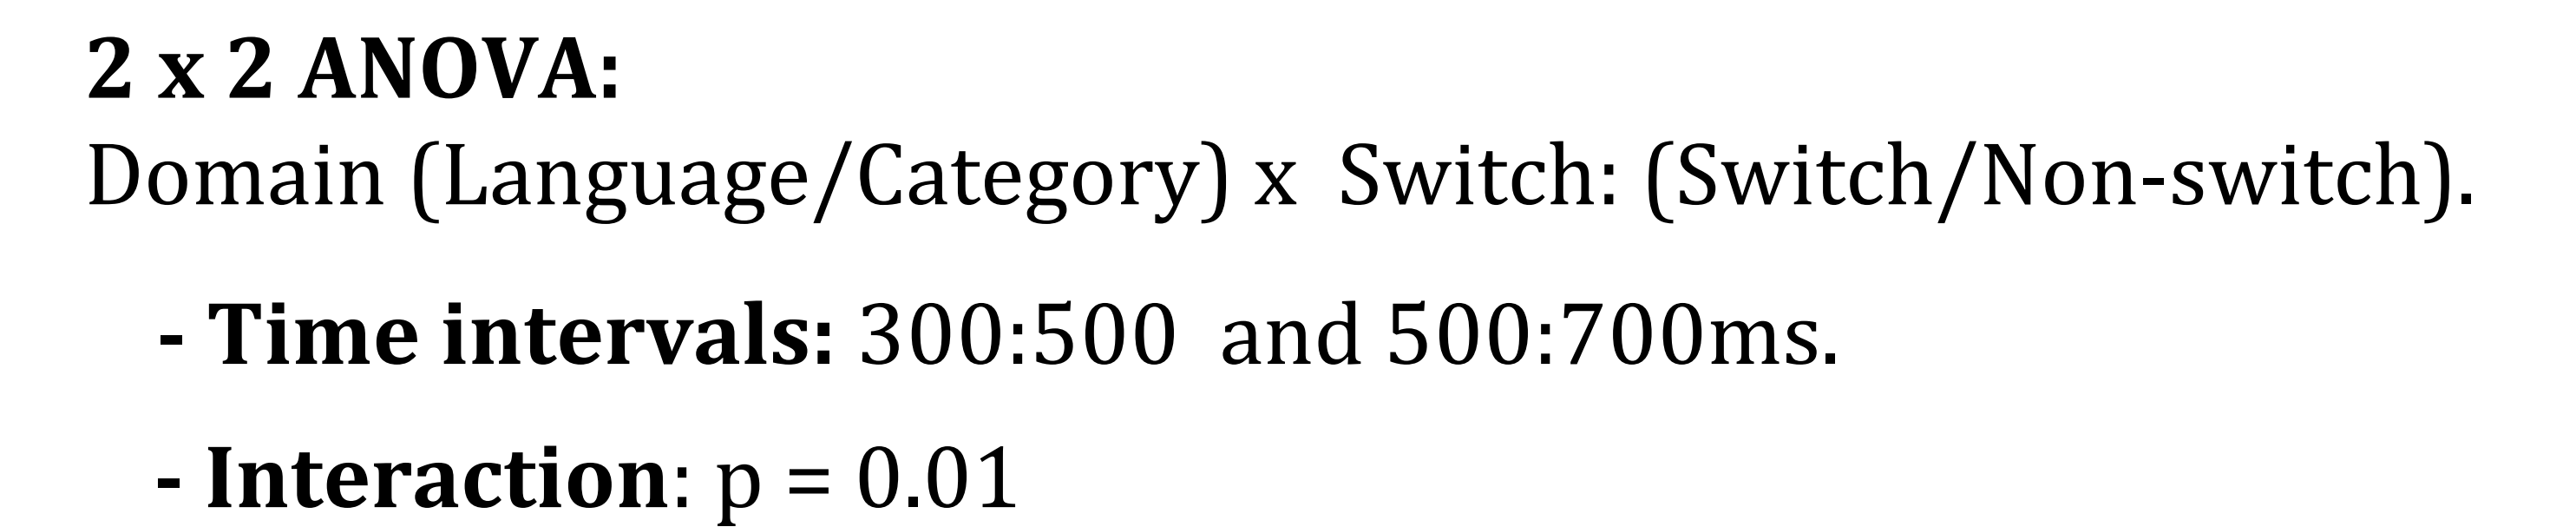 2 x 2 ANOVA:
Domain (Language/Category) x Switch: (Switch/Non-switch).
- Time intervals: 300:500 and 500:700ms.
- Interaction: p = 0.01